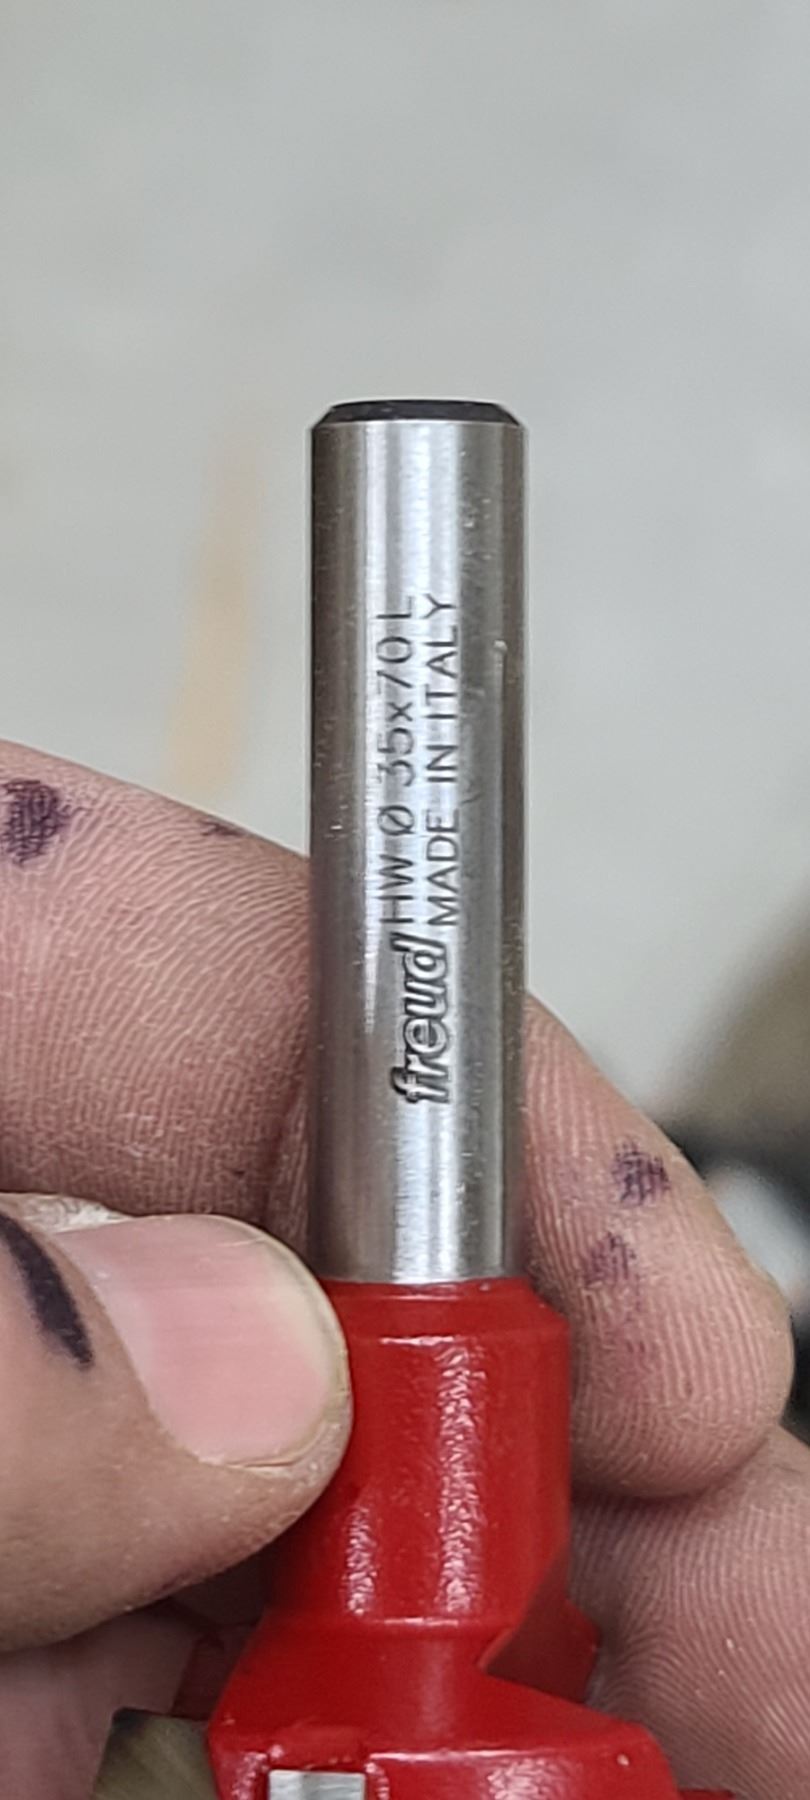 freud
HW Ø 35x70 L
MADE IN ITALY